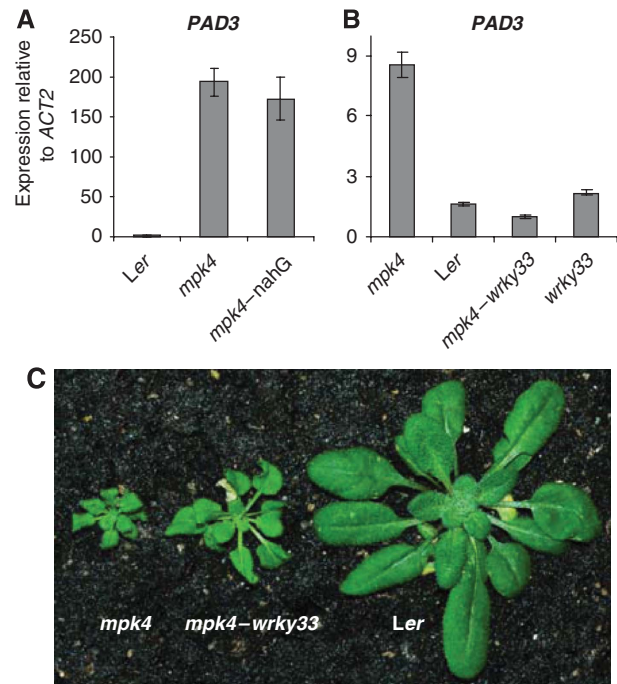 A
PAD3
Expression relative
to ACT2
250
200
150
100
50
0
Ler
mpk4
mpk4–nahG
B
PAD3
9
6
3
0
mpk4
Ler
mpk4–wrky33
wrky33
C
mpk4
mpk4–wrky33
Ler